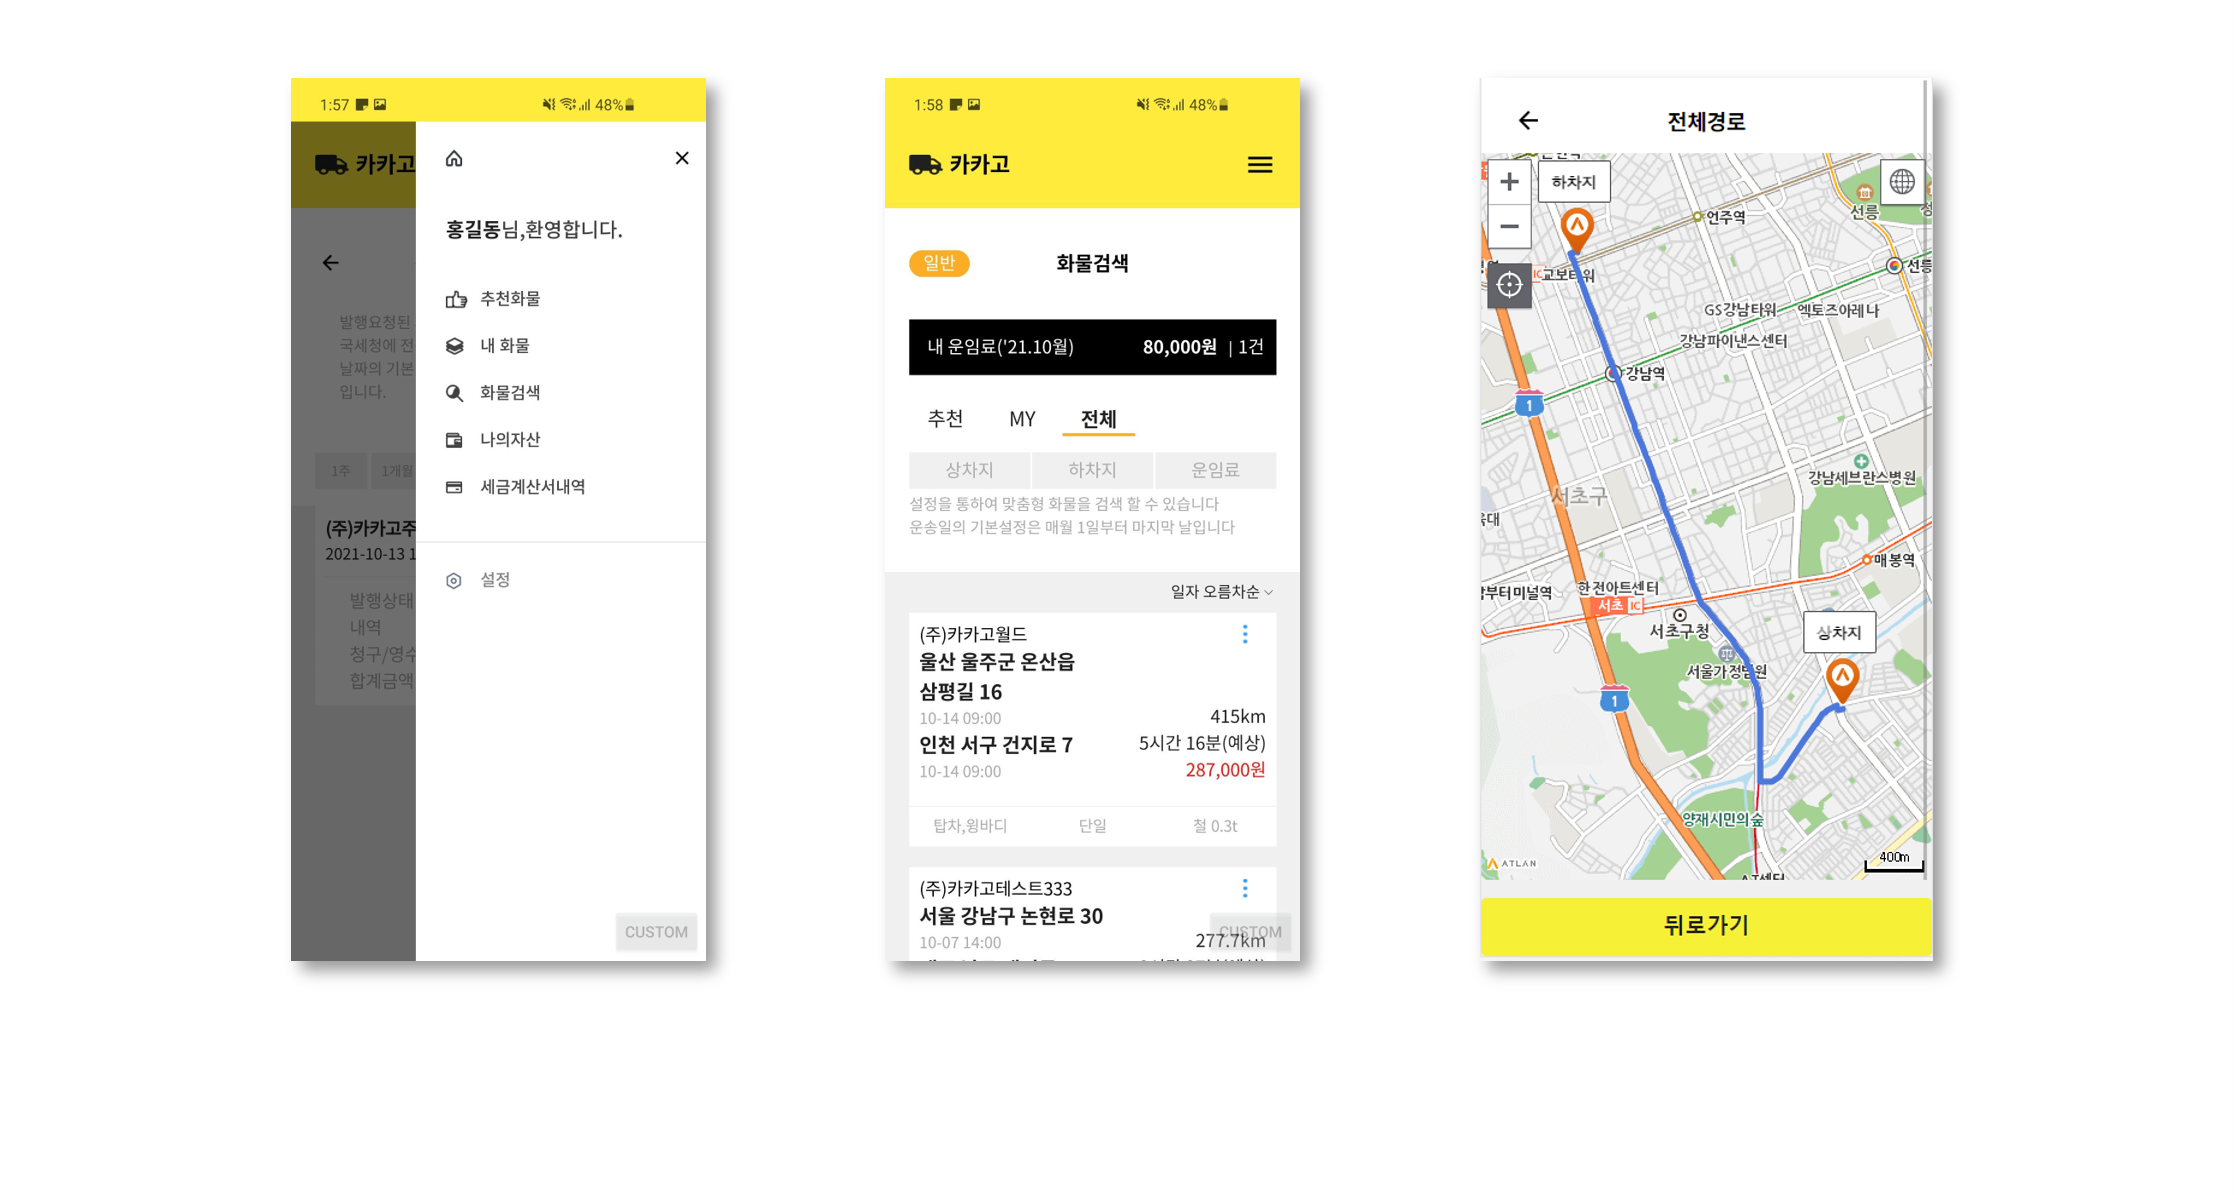 1:57 48%
카카고
홍길동님,환영합니다.
추천화물
내 화물
화물검색
나의자산
세금계산서내역
설정
발행요청된
국세청에 전
날짜의 기본
입니다.
1주 1개월
(주)카카고주
2021-10-13 1
발행상태
내역
청구/영수
합계금액
CUSTOM
1:58 48%
카카고
일반 화물검색
내 운임료('21.10월) 80,000원 | 1건
추천 MY 전체
상차지 하차지 운임료
설정을 통하여 맞춤형 화물을 검색 할 수 있습니다
운송일의 기본설정은 매월 1일부터 마지막 날입니다
일자 오름차순
(주)카카고월드
울산 울주군 온산읍
삼평길 16
10-14 09:00 415km
인천 서구 건지로 7 5시간 16분(예상)
10-14 09:00 287,000원
탑차,윙바디 단일 철 0.3t
(주)카카고테스트333
서울 강남구 논현로 30
10-07 14:00 277.7km
CUSTOM
전체경로
하차지
언주역
선릉
선릉
IC 교보타워
GS강남타워 엑토즈아레나
강남파이낸스센터
강남역
1
강남세브란스병원
서초구
매봉역
한전아트센터
부터미널역
서초 IC
서초구청
상차지
서울가정법원
1
양재시민의숲
ATLAN
400m
뒤로가기